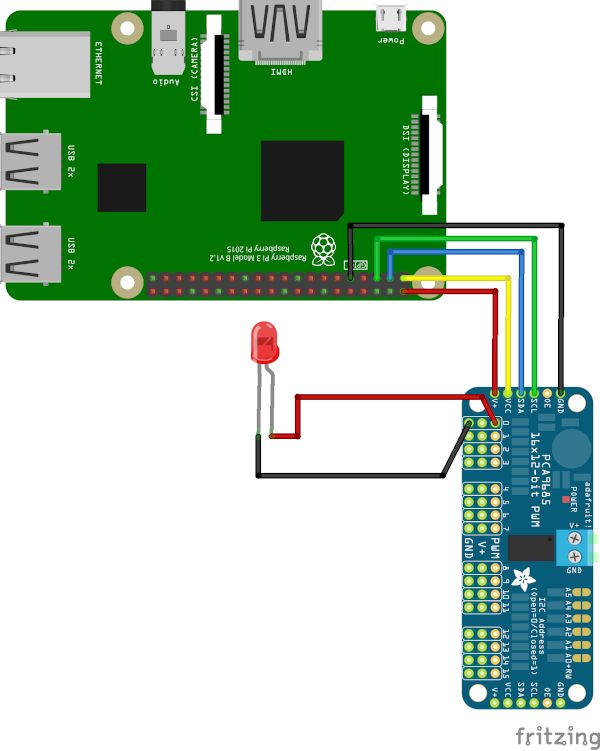 ETHERNET
Audio
CSI (CAMERA)
HDMI
Power
USB 2x
DSI (DISPLAY)
USB 2x
Raspberry Pi 3 Model B v1.2
Raspberry Pi 2015
GPIO
V+
VCC
SDA
SCL
OE
GND
0
1
2
3
16x12-bit PWM
PCA9685
POWER
adafruit!
4
5
6
7
V+
GND
V+
PWM
GND
8
9
10
11
I2C Address
(open=0/Closed=1)
A5
A4
A3
A2
A1
A0+RW
12
13
14
15
V+
VCC
SDA
SCL
OE
GND
fritzing